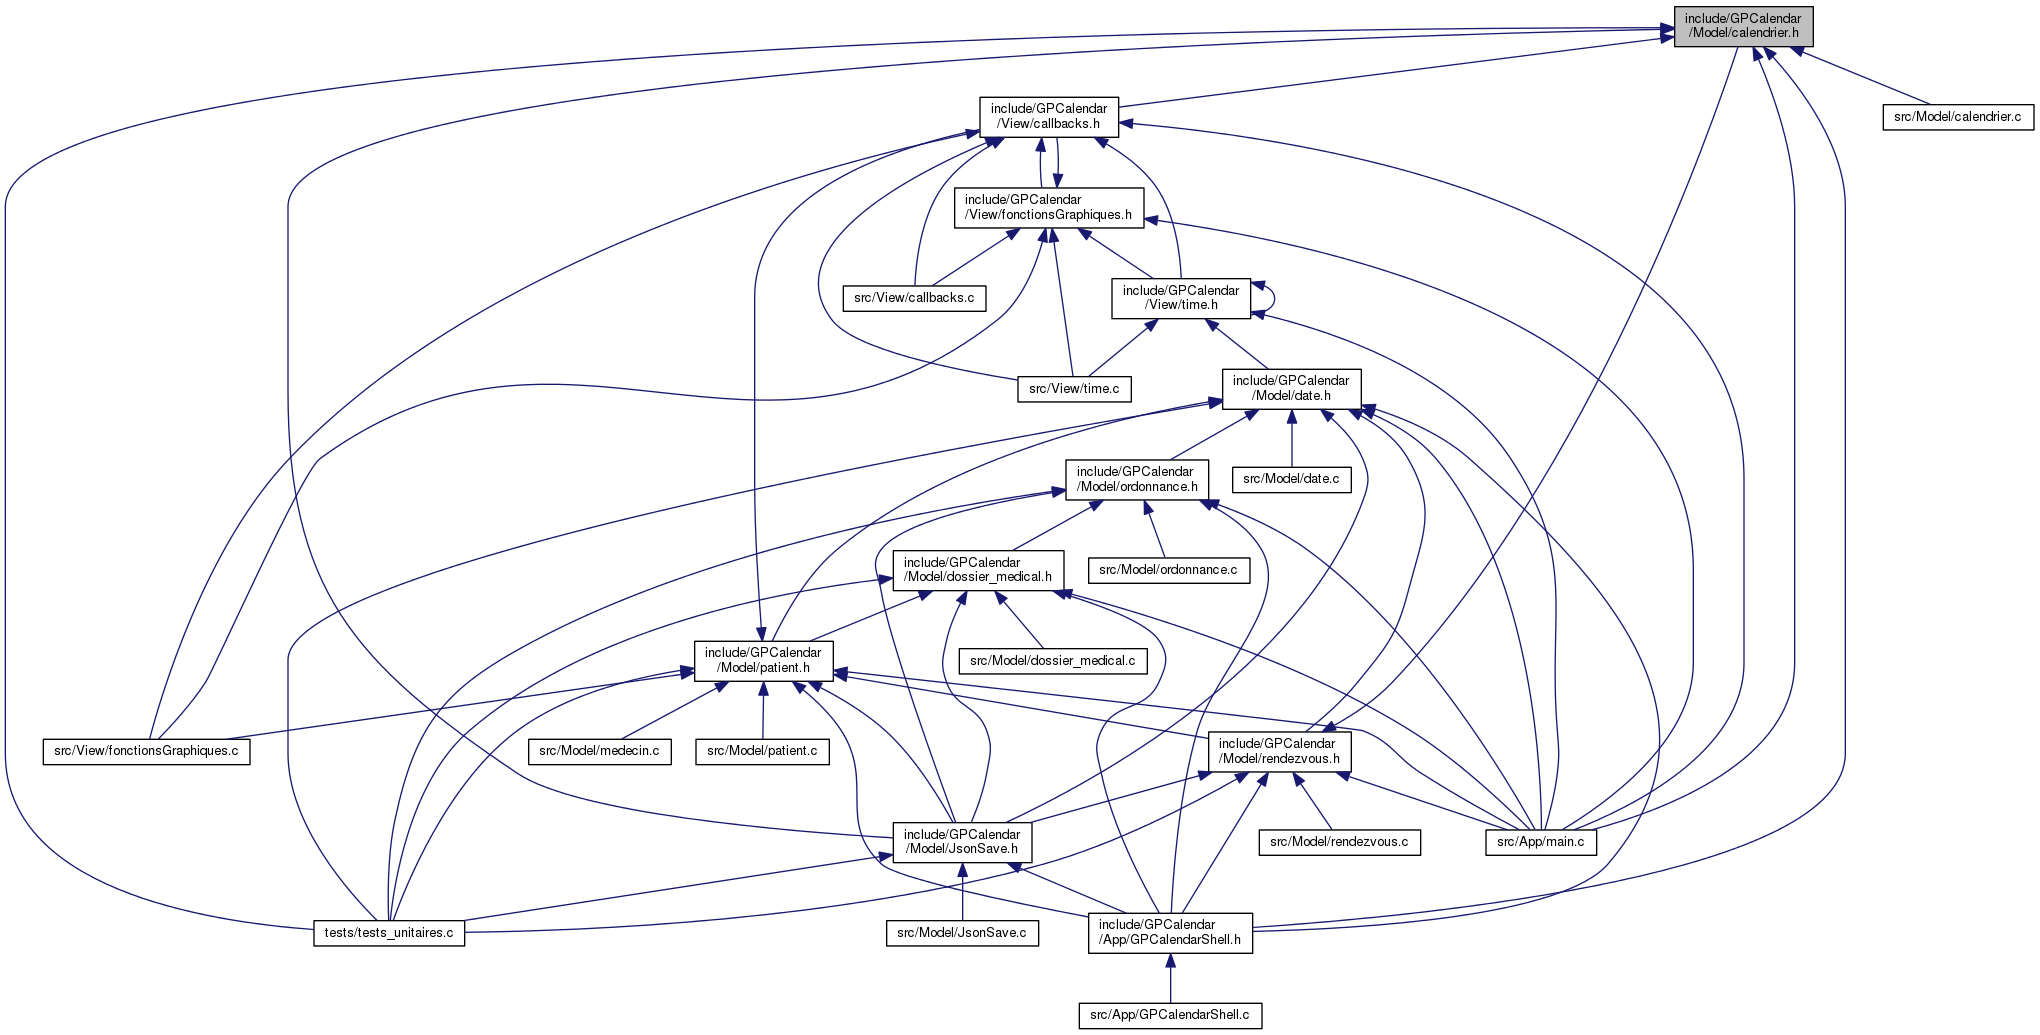 include/GPCalendar
/Model/calendrier.h
include/GPCalendar
/View/callbacks.h
src/Model/calendrier.c
include/GPCalendar
/View/fonctionsGraphiques.h
src/View/callbacks.c
include/GPCalendar
/View/time.h
src/View/time.c
include/GPCalendar
/Model/date.h
include/GPCalendar
/Model/ordonnance.h
src/Model/date.c
include/GPCalendar
/Model/dossier_medical.h
src/Model/ordonnance.c
include/GPCalendar
/Model/patient.h
src/Model/dossier_medical.c
src/View/fonctionsGraphiques.c
src/Model/medecin.c
src/Model/patient.c
include/GPCalendar
/Model/rendezvous.h
include/GPCalendar
/Model/JsonSave.h
src/Model/rendezvous.c
src/App/main.c
tests/tests_unitaires.c
src/Model/JsonSave.c
include/GPCalendar
/App/GPCalendarShell.h
src/App/GPCalendarShell.c